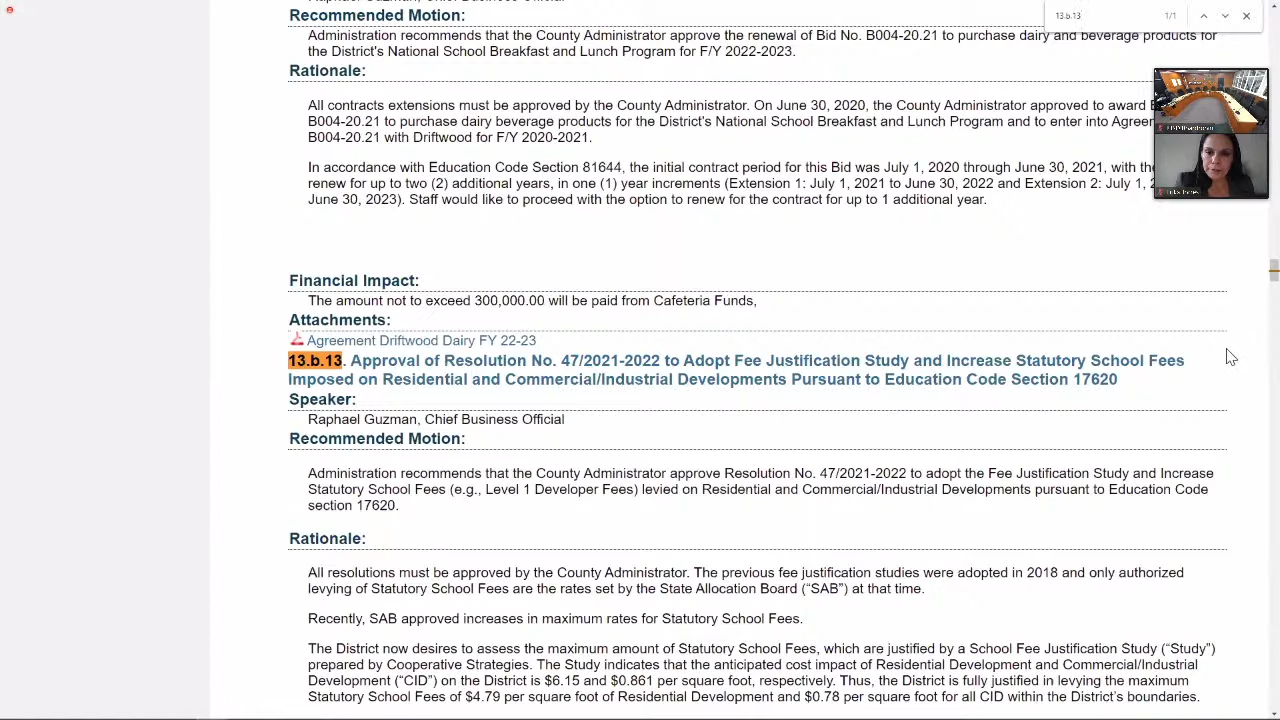 Recommended Motion:
13.b.13 1/1
Administration recommends that the County Administrator approve the renewal of Bid No. B004-20.21 to purchase dairy and beverage products for
the District's National School Breakfast and Lunch Program for F/Y 2022-2023.
Rationale:
All contracts extensions must be approved by the County Administrator. On June 30, 2020, the County Administrator approved to award
B004-20.21 to purchase dairy beverage products for the District's National School Breakfast and Lunch Program and to enter into
B004-20.21 with Driftwood for F/Y 2020-2021.
In accordance with Education Code Section 81644, the initial contract period for this Bid was July 1, 2020 through June 30, 2021, with the
renew for up to two (2) additional years, in one (1) year increments (Extension 1: July 1, 2021 to June 30, 2022 and Extension 2: July 1,
June 30, 2023). Staff would like to proceed with the option to renew for the contract for up to 1 additional year.
Financial Impact:
The amount not to exceed 300,000.00 will be paid from Cafeteria Funds,
Attachments:
Agreement Driftwood Dairy FY 22-23
13.b.13. Approval of Resolution No. 47/2021-2022 to Adopt Fee Justification Study and Increase Statutory School Fees
Imposed on Residential and Commercial/Industrial Developments Pursuant to Education Code Section 17620
Speaker:
Raphael Guzman, Chief Business Official
Recommended Motion:
Administration recommends that the County Administrator approve Resolution No. 47/2021-2022 to adopt the Fee Justification Study and Increase
Statutory School Fees (e.g., Level 1 Developer Fees) levied on Residential and Commercial/Industrial Developments pursuant to Education Code
section 17620.
Rationale:
All resolutions must be approved by the County Administrator. The previous fee justification studies were adopted in 2018 and only authorized
levying of Statutory School Fees are the rates set by the State Allocation Board (“SAB”) at that time.
Recently, SAB approved increases in maximum rates for Statutory School Fees.
The District now desires to assess the maximum amount of Statutory School Fees, which are justified by a School Fee Justification Study (“Study”)
prepared by Cooperative Strategies. The Study indicates that the anticipated cost impact of Residential Development and Commercial/Industrial
Development (“CID”) on the District is $6.15 and $0.861 per square foot, respectively. Thus, the District is fully justified in levying the maximum
Statutory School Fees of $4.79 per square foot of Residential Development and $0.78 per square foot for all CID within the District’s boundaries.